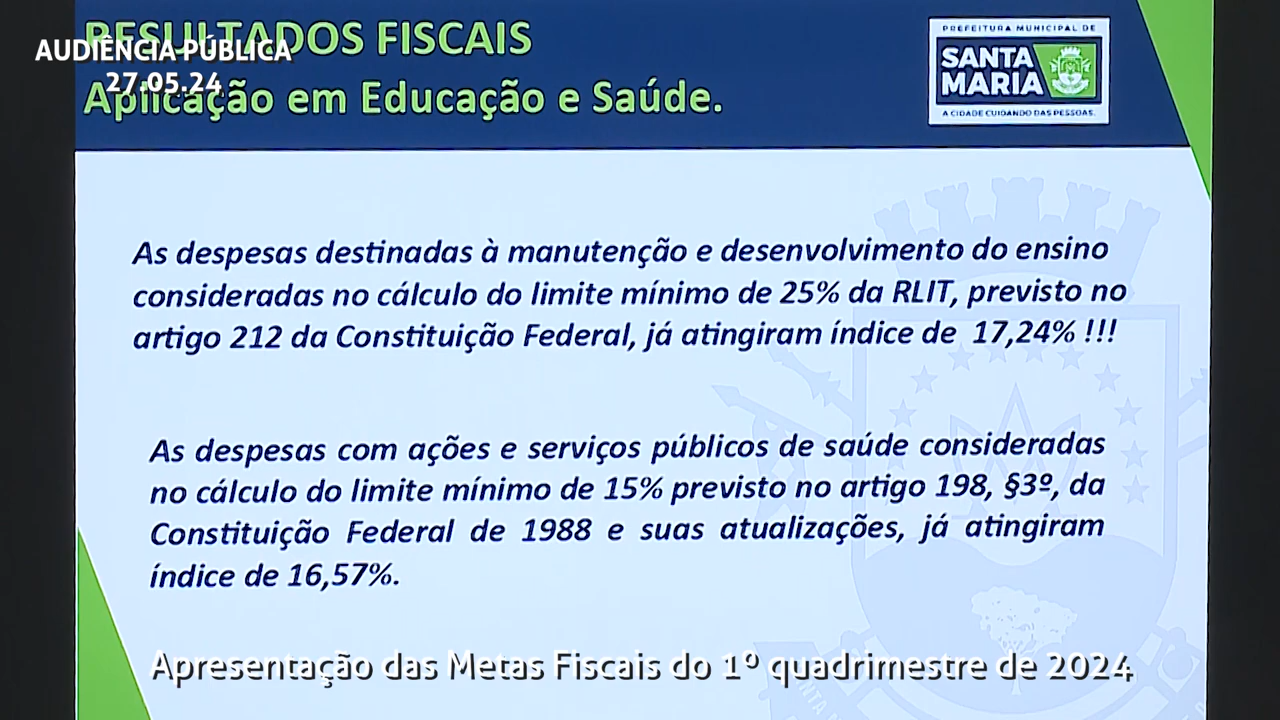 RESULTADOS FISCAIS
AUDIÊNCIA PÚBLICA
27.05.24
Aplicação em Educação e Saúde.
PREFEITURA MUNICIPAL DE
SANTA
MARIA
A CIDADE CUIDANDO DAS PESSOAS.
As despesas destinadas à manutenção e desenvolvimento do ensino
consideradas no cálculo do limite mínimo de 25% da RLIT, previsto no
artigo 212 da Constituição Federal, já atingiram índice de 17,24% !!!
As despesas com ações e serviços públicos de saúde consideradas
no cálculo do limite mínimo de 15% previsto no artigo 198, §3º, da
Constituição Federal de 1988 e suas atualizações, já atingiram
índice de 16,57%.
Apresentação das Metas Fiscais do 1º quadrimestre de 2024